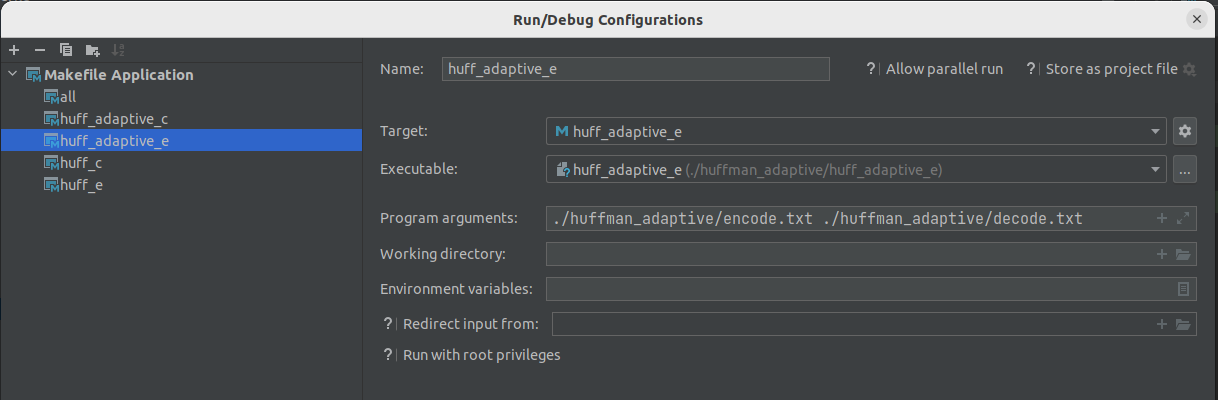 Run/Debug Configurations
Makefile Application
all
huff_adaptive_c
huff_adaptive_e
huff_c
huff_e
Name: huff_adaptive_e ? Allow parallel run ? Store as project file
Target: huff_adaptive_e
Executable: huff_adaptive_e (./huffman_adaptive/huff_adaptive_e) ...
Program arguments: ./huffman_adaptive/encode.txt ./huffman_adaptive/decode.txt
Working directory:
Environment variables:
? Redirect input from:
? Run with root privileges